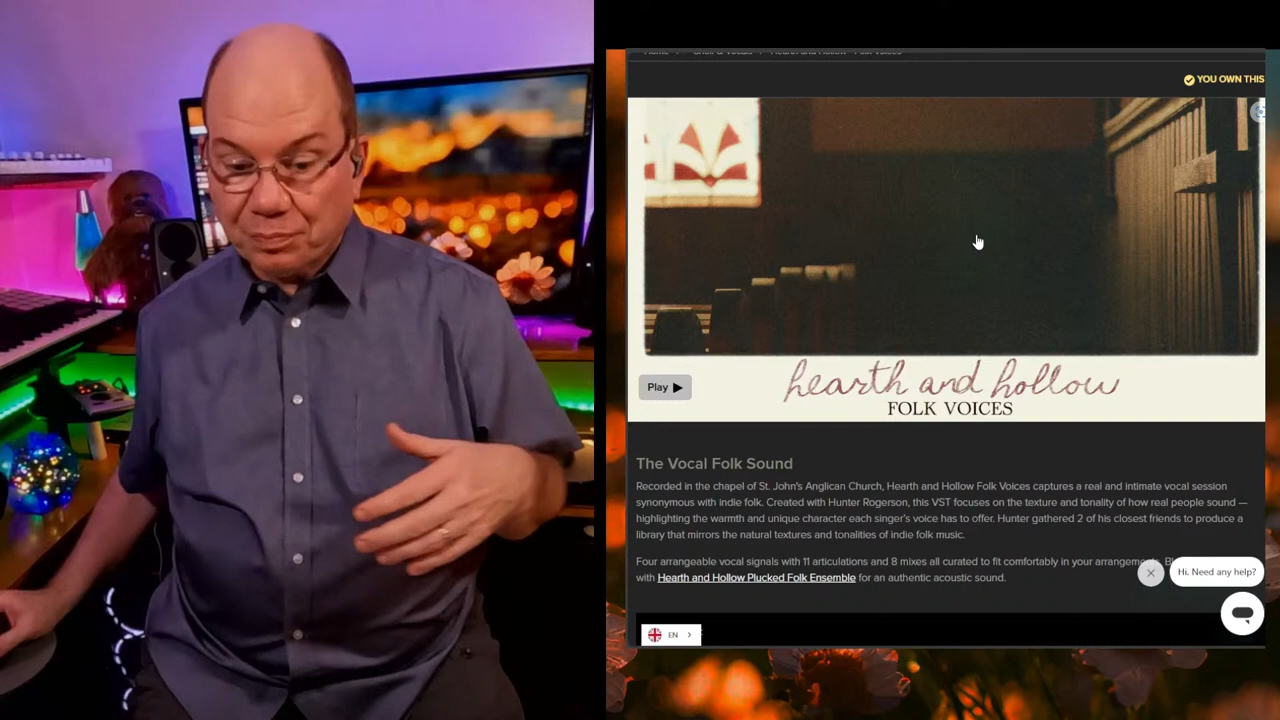 YOU OWN THIS
hearth and hollow
FOLK VOICES
Play
The Vocal Folk Sound
Recorded in the chapel of St. John's Anglican Church, Hearth and Hollow Folk Voices captures a real and intimate vocal session
synonymous with indie folk. Created with Hunter Rogerson, this VST focuses on the texture and tonality of how real people sound —
highlighting the warmth and unique character each singer's voice has to offer. Hunter gathered 2 of his closest friends to produce a
library that mirrors the natural textures and tonalities of indie folk music.
Four arrangeable vocal signals with 11 articulations and 8 mixes all curated to fit comfortably in your arrangements.
with Hearth and Hollow Plucked Folk Ensemble for an authentic acoustic sound.
Hi. Need any help?
EN